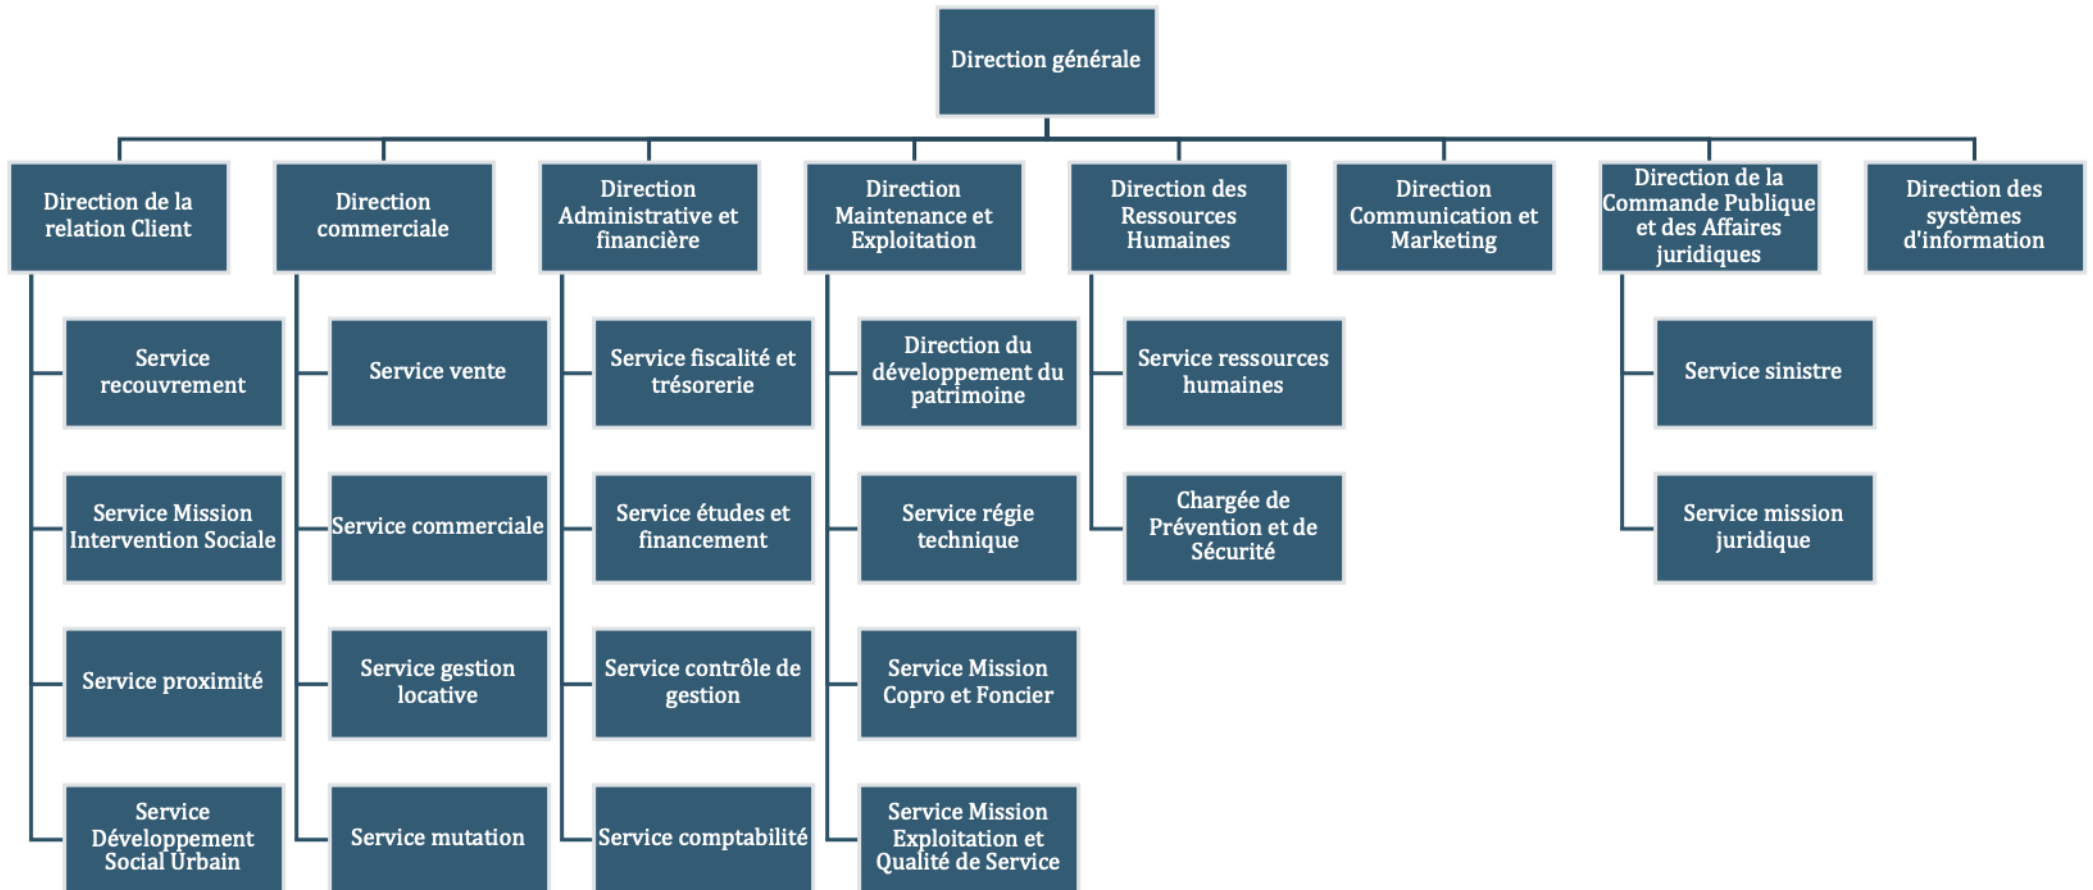 Direction générale
Direction de la
relation Client
Direction
commerciale
Direction
Administrative et
financière
Direction
Maintenance et
Exploitation
Direction des
Ressources
Humaines
Direction
Communication et
Marketing
Direction de la
Commande Publique
et des Affaires
juridiques
Direction des
systèmes
d'information
Service
recouvrement
Service vente
Service fiscalité et
trésorerie
Direction du
développement du
patrimoine
Service ressources
humaines
Service sinistre
Service Mission
Intervention Sociale
Service commerciale
Service études et
financement
Service régie
technique
Chargée de
Prévention et de
Sécurité
Service mission
juridique
Service proximité
Service gestion
locative
Service contrôle de
gestion
Service Mission
Copro et Foncier
Service
Développement
Social Urbain
Service mutation
Service comptabilité
Service Mission
Exploitation et
Qualité de Service